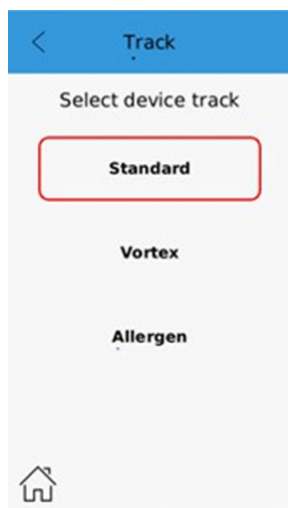 Track
Select device track
Standard
Vortex
Allergen